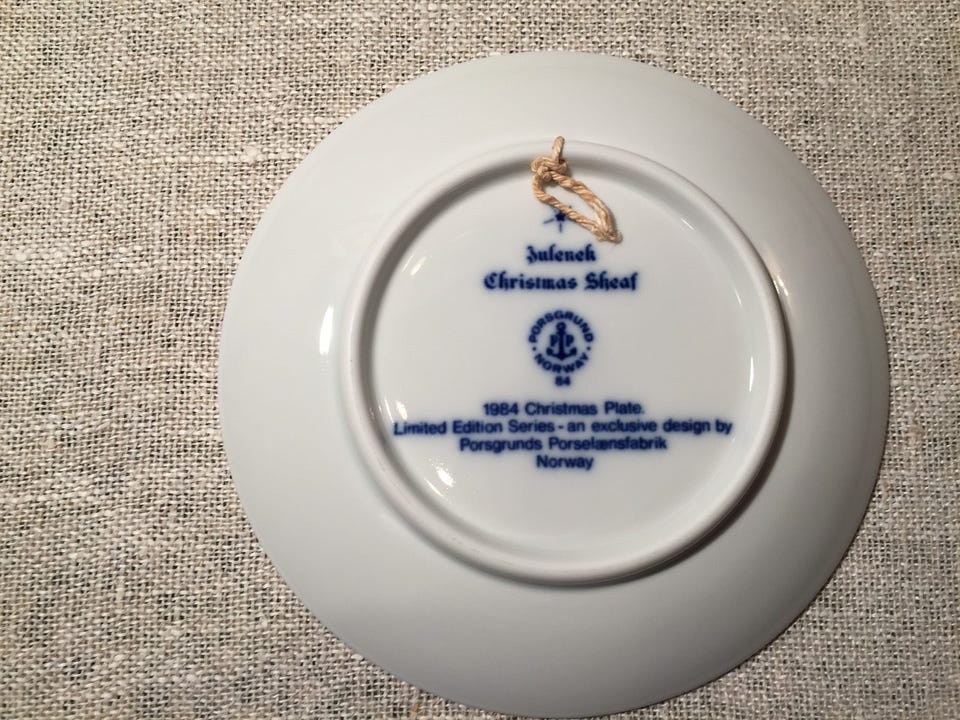 Julenek
Christmas Sheaf
PORSGRUND
PP
NORWAY
84
1984 Christmas Plate.
Limited Edition Series - an exclusive design by
Porsgrunds Porselænsfabrik
Norway